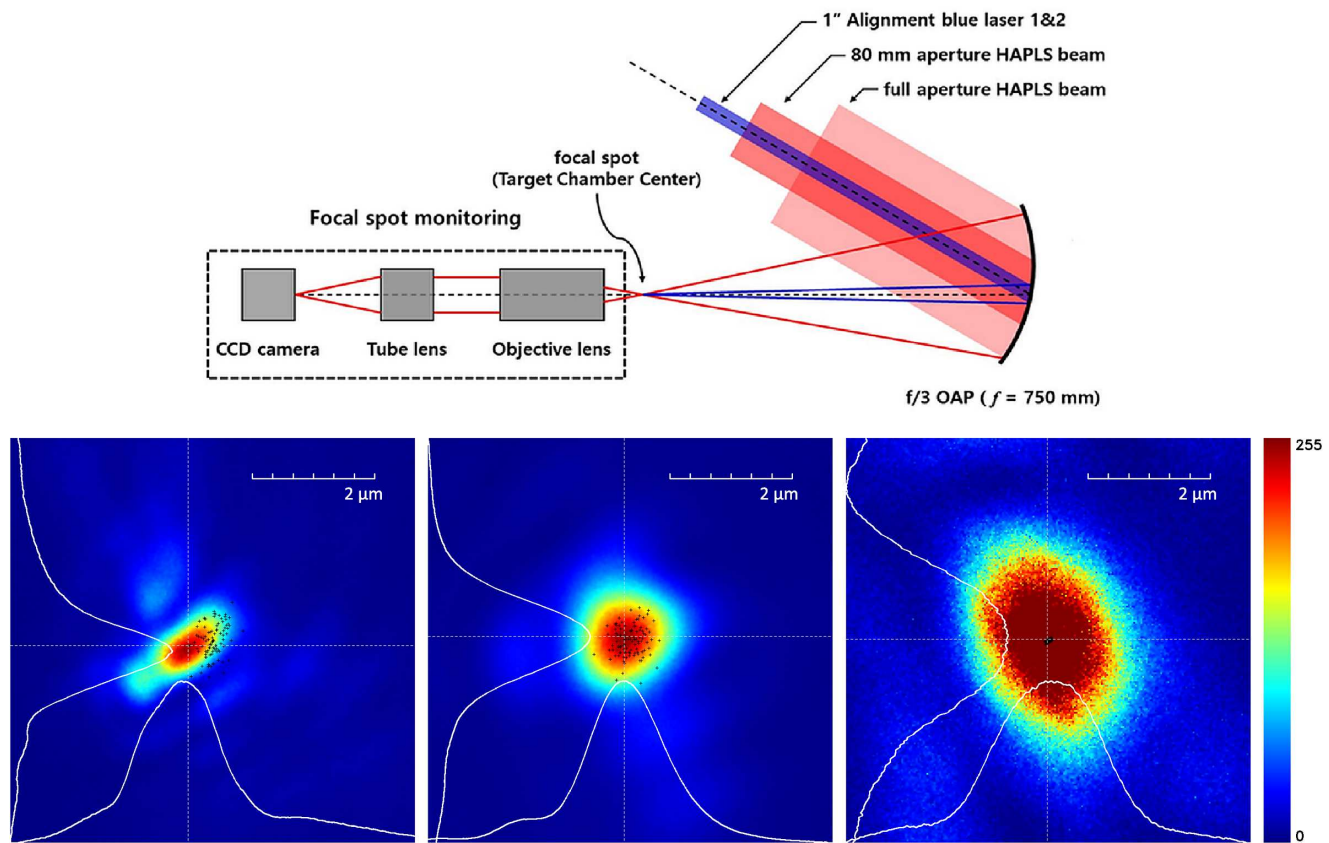 1″ Alignment blue laser 1&2
80 mm aperture HAPLS beam
full aperture HAPLS beam
focal spot
(Target Chamber Center)
Focal spot monitoring
CCD camera
Tube lens
Objective lens
f/3 OAP ( f = 750 mm)
2 μm
2 μm
2 μm
255
0